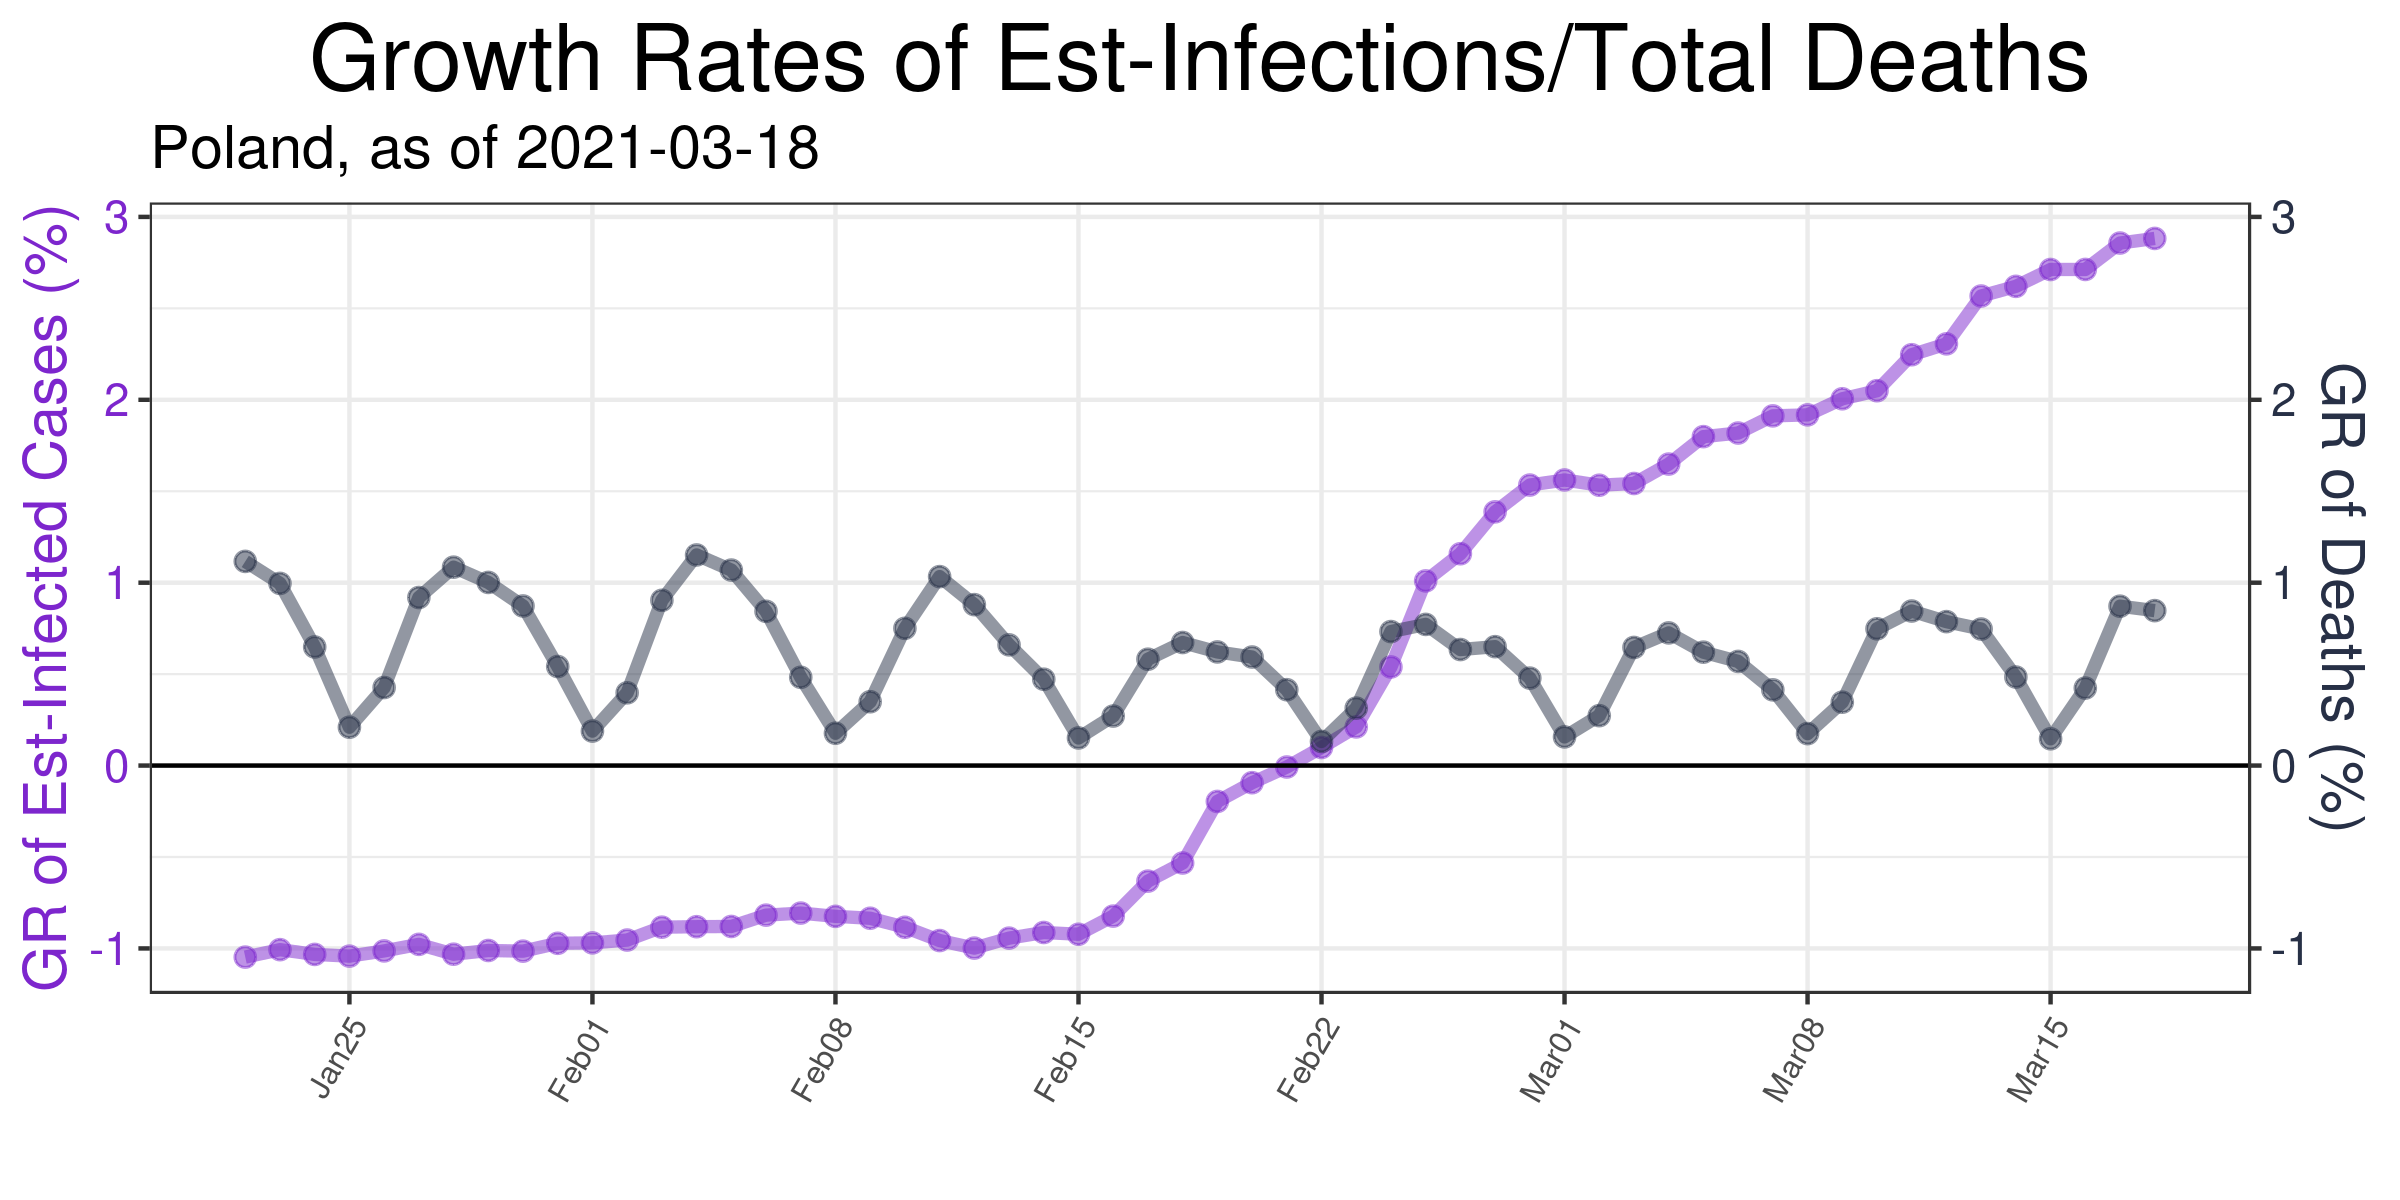 Growth Rates of Est-Infections/Total Deaths
Poland, as of 2021-03-18
GR of Est-Infected Cases (%)
3
2
1
0
-1
3
2
1
0
-1
GR of Deaths (%)
Jan25
Feb01
Feb08
Feb15
Feb22
Mar01
Mar08
Mar15